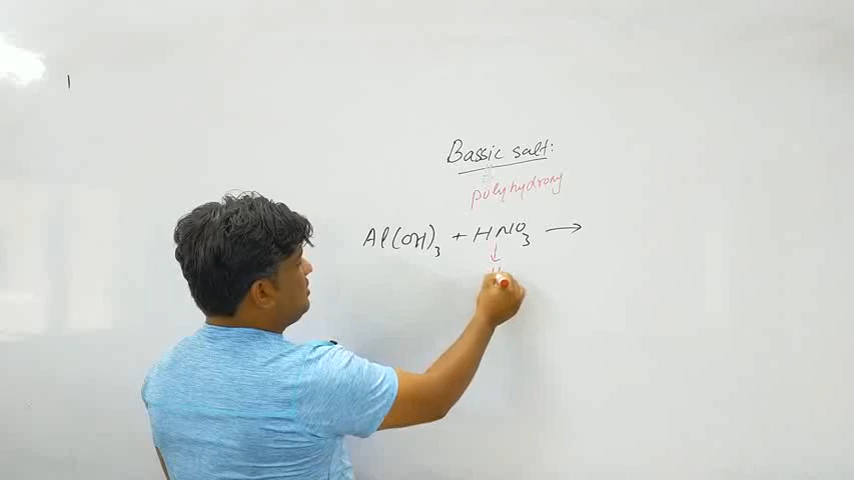 Bassic salt:
polyhydroxy
Al(OH)3 + HNO3 →